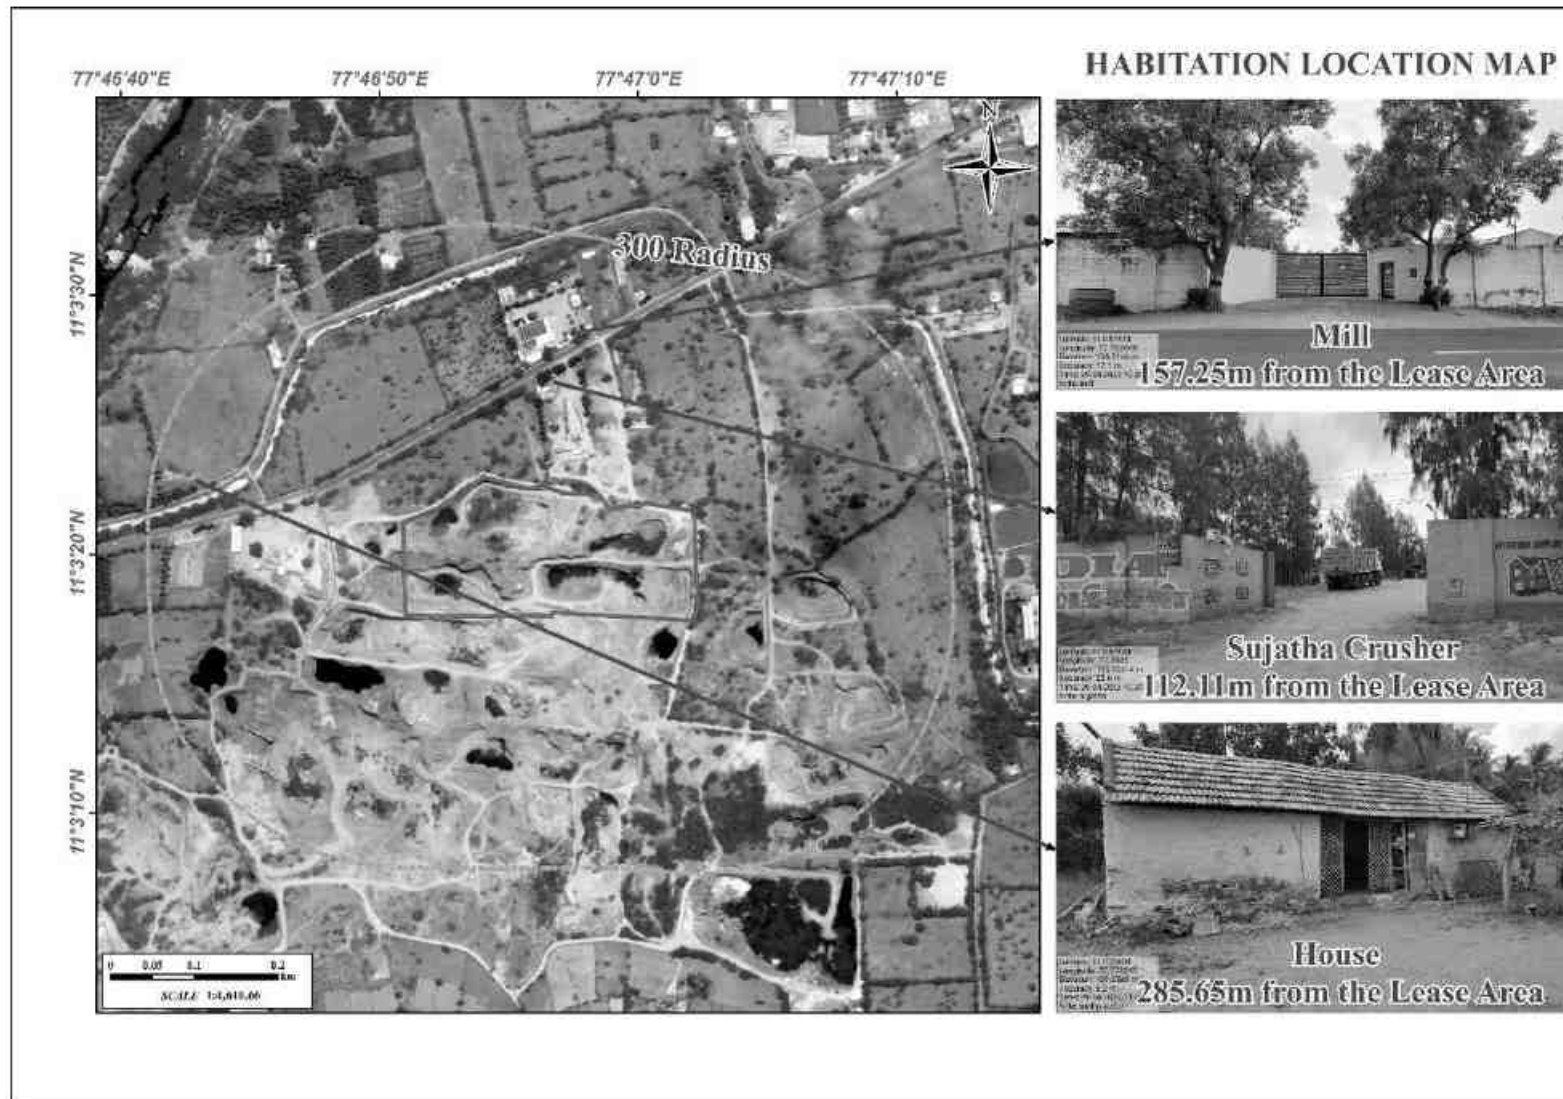 HABITATION LOCATION MAP
77°46'40"E
77°46'50"E
77°47'0"E
77°47'10"E
11°3'30"N
11°3'20"N
11°3'10"N
N
300 Radius
0 0.05 0.1 0.2
Km
SCALE
Mill
157.25m from the Lease Area
Sujatha Crusher
112.11m from the Lease Area
House
285.65m from the Lease Area